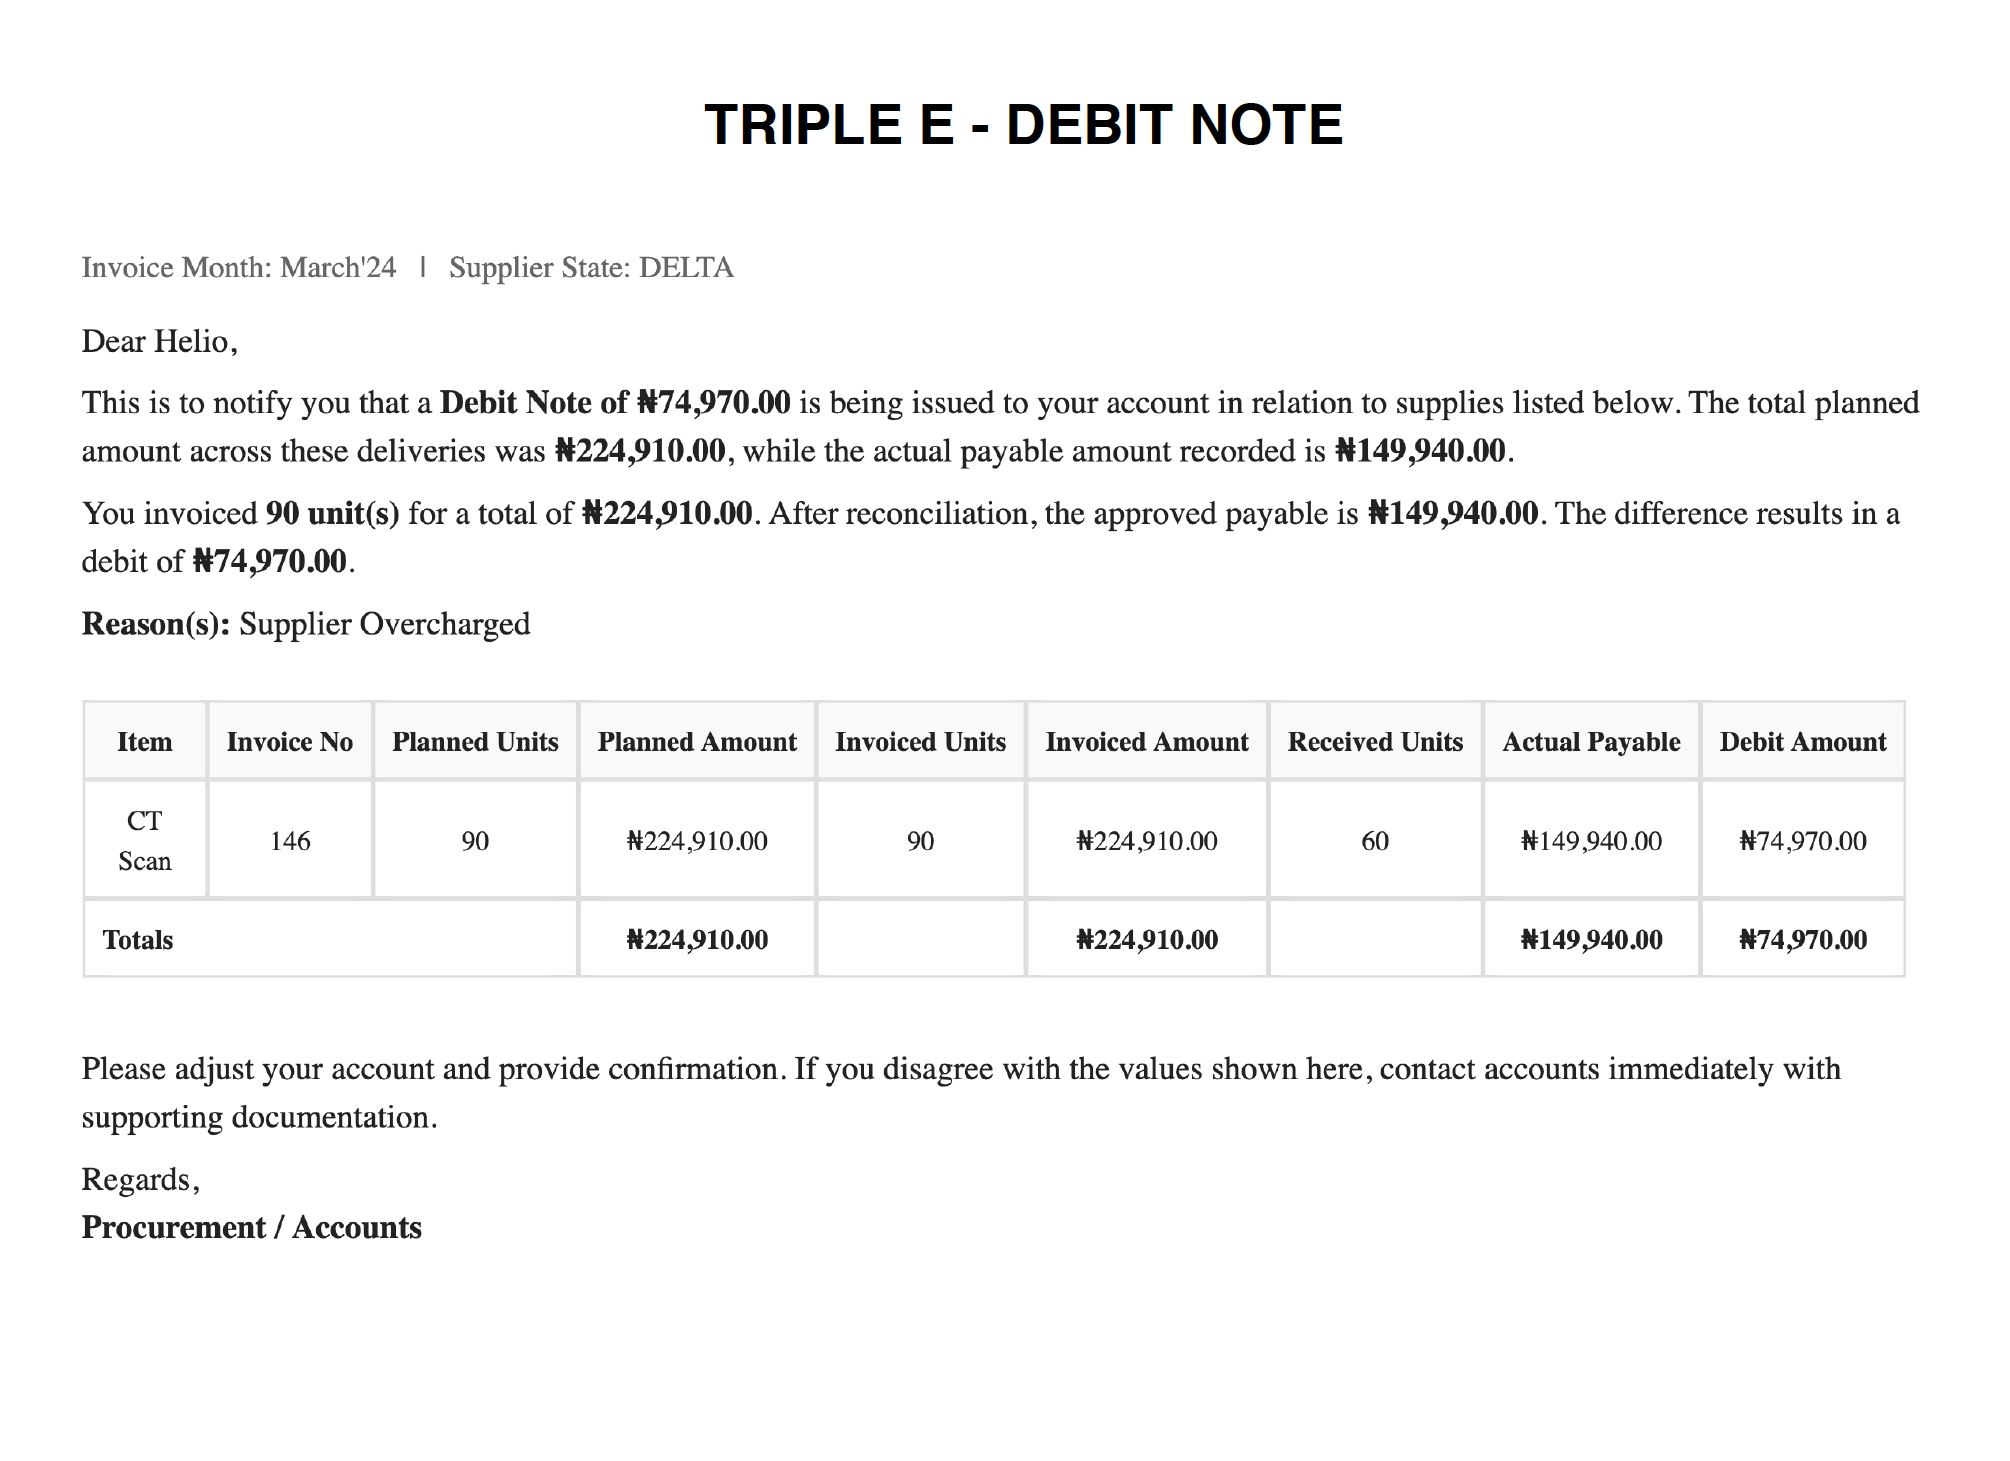 TRIPLE E - DEBIT NOTE
Invoice Month: March'24 | Supplier State: DELTA
Dear Helio,
This is to notify you that a Debit Note of ₦74,970.00 is being issued to your account in relation to supplies listed below. The total planned
amount across these deliveries was ₦224,910.00, while the actual payable amount recorded is ₦149,940.00.
You invoiced 90 unit(s) for a total of ₦224,910.00. After reconciliation, the approved payable is ₦149,940.00. The difference results in a
debit of ₦74,970.00.
Reason(s): Supplier Overcharged
Item Invoice No Planned Units Planned Amount Invoiced Units Invoiced Amount Received Units Actual Payable Debit Amount
CT
Scan 146 90 ₦224,910.00 90 ₦224,910.00 60 ₦149,940.00 ₦74,970.00
Totals ₦224,910.00 ₦224,910.00 ₦149,940.00 ₦74,970.00
Please adjust your account and provide confirmation. If you disagree with the values shown here, contact accounts immediately with
supporting documentation.
Regards,
Procurement / Accounts